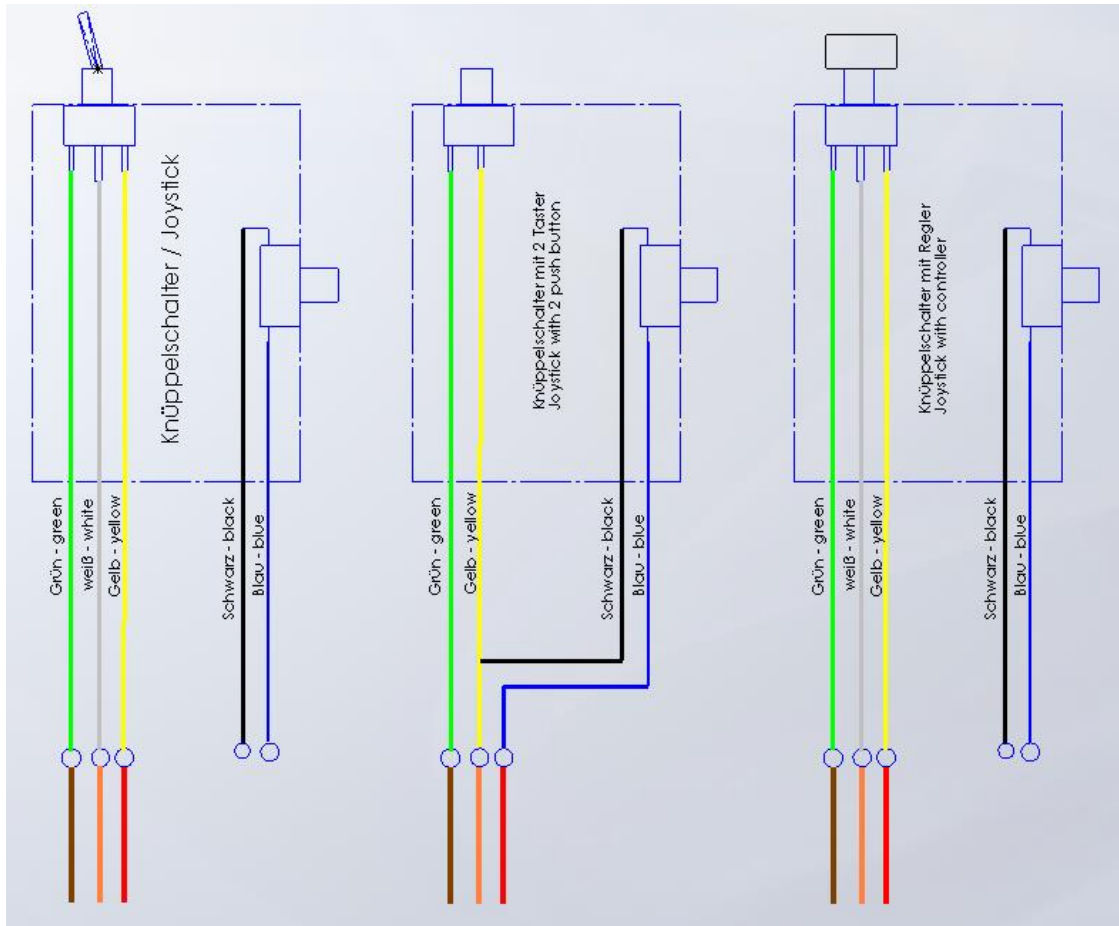 Knüppelschalter / Joystick
Grün - green
weiß - white
Gelb - yellow
Schwarz - black
Blau - blue
Knüppelschalter mit 2 Taster
Joystick with 2 push button
Grün - green
Gelb - yellow
Schwarz - black
Blau - blue
Knüppelschalter mit Regler
Joystick with controller
Grün - green
weiß - white
Gelb - yellow
Schwarz - black
Blau - blue